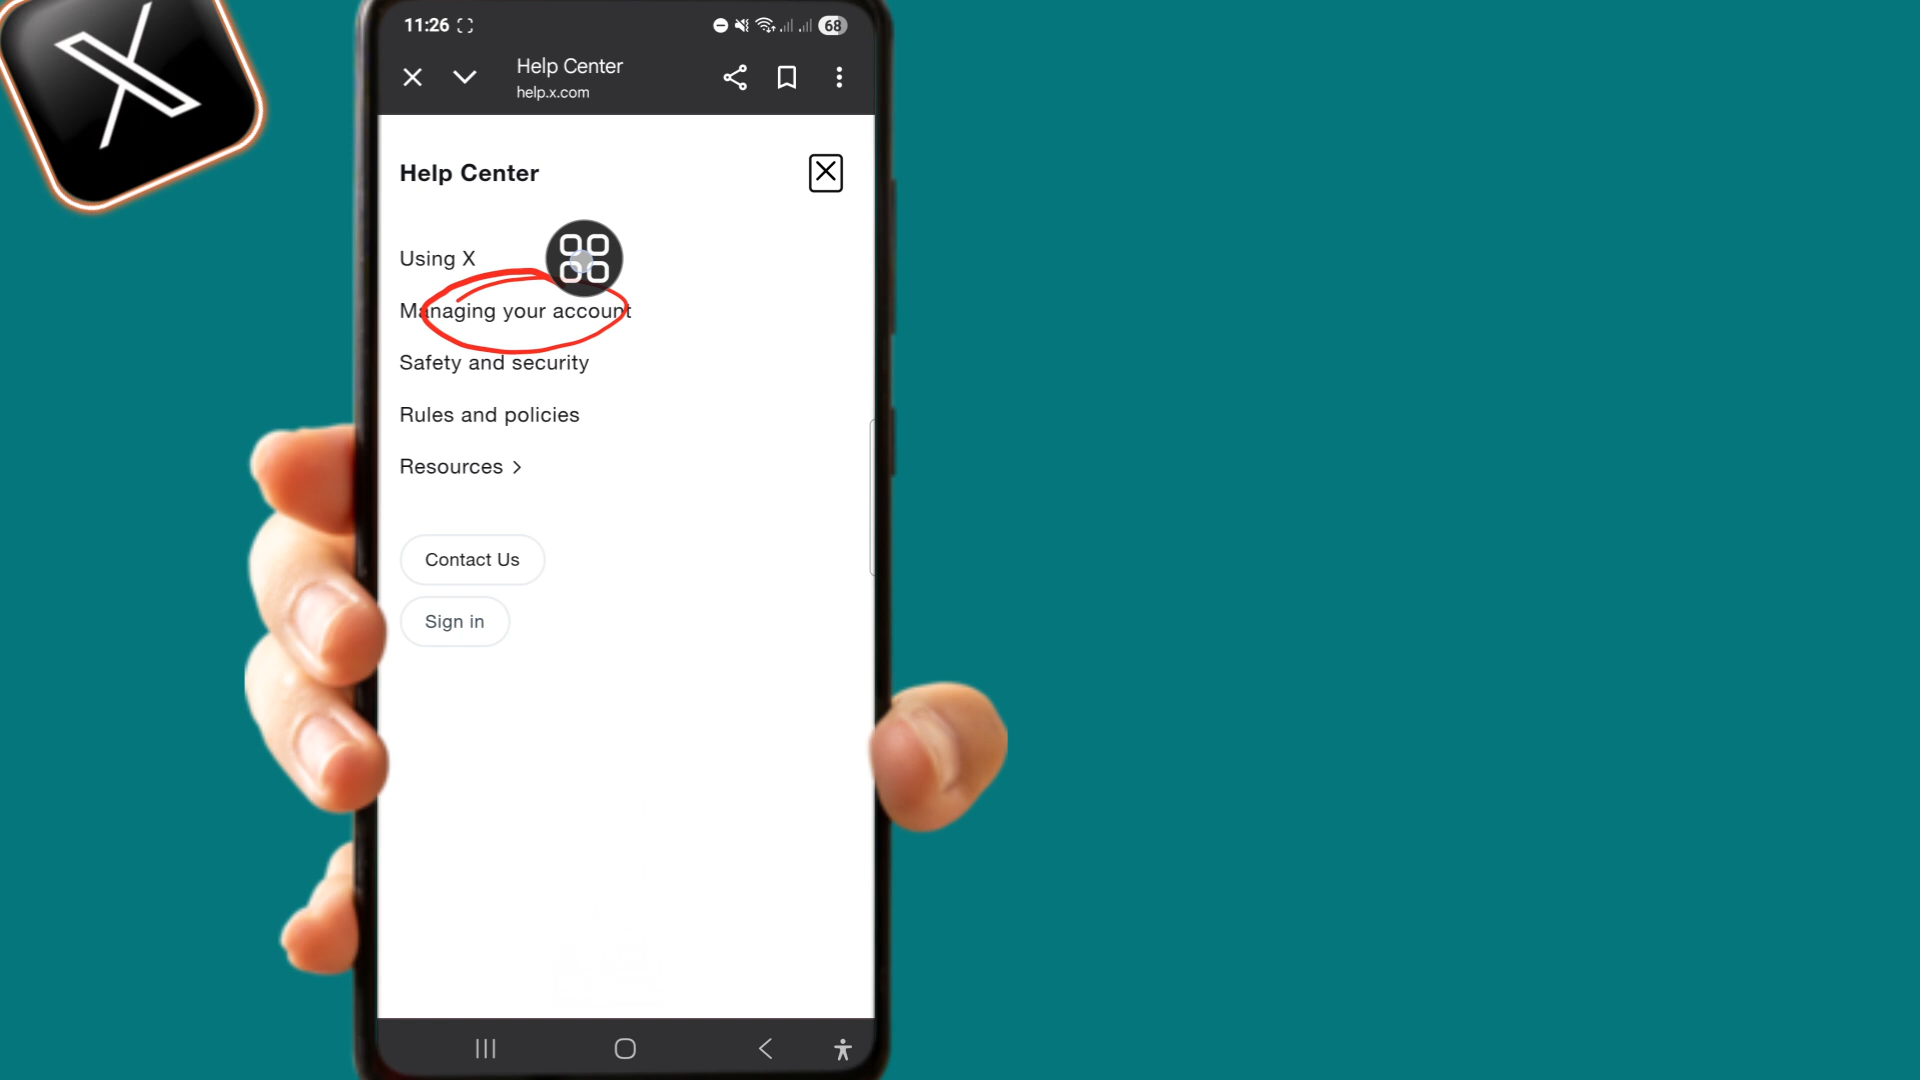 11:26
68
Help Center
help.x.com
Help Center
Using X
Managing your account
Safety and security
Rules and policies
Resources
Contact Us
Sign in